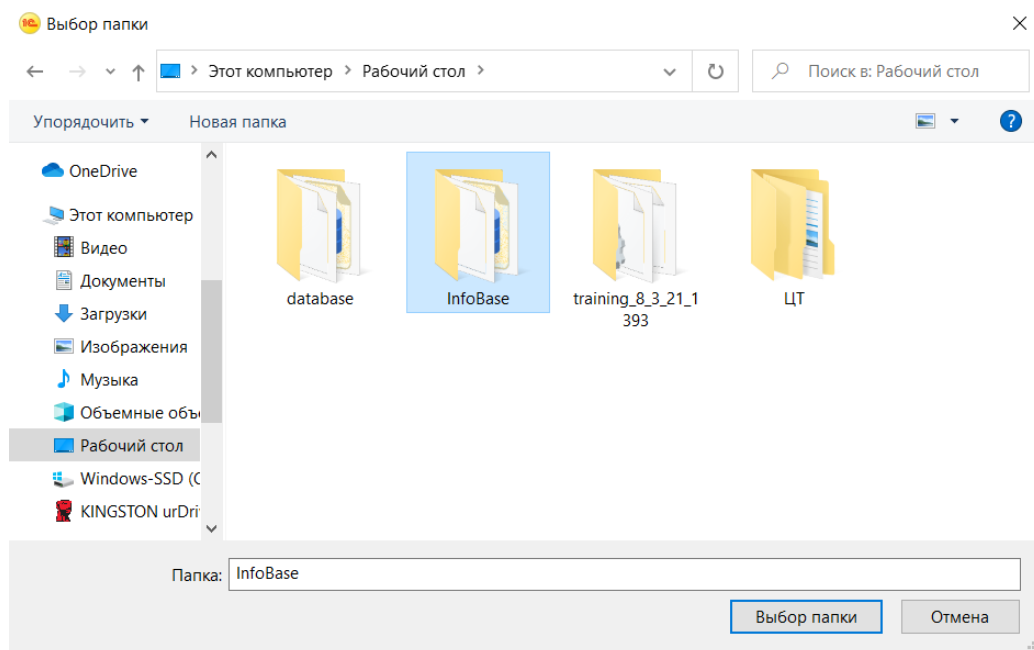 1С Выбор папки
Этот компьютер > Рабочий стол >
Поиск в: Рабочий стол
Упорядочить
Новая папка
?
OneDrive
Этот компьютер
Видео
Документы
Загрузки
Изображения
Музыка
Объемные объ
Рабочий стол
Windows-SSD (C
KINGSTON urDri
database
InfoBase
training_8_3_21_1
393
ЦТ
Папка: InfoBase
Выбор папки
Отмена